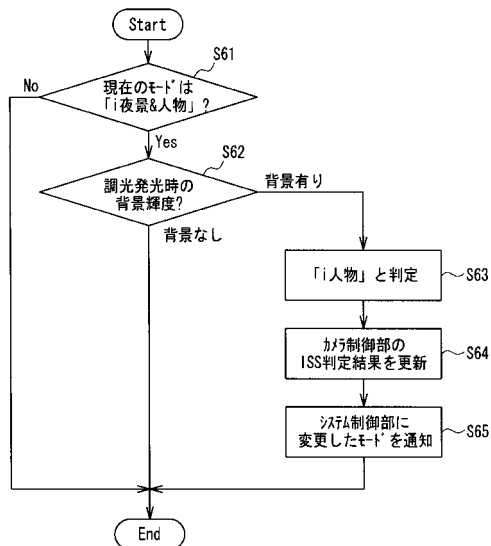 Start
S61
No
現在のﾓｰﾄﾞは
「i夜景&人物」?
Yes
S62
調光発光時の
背景輝度?
背景有り
背景なし
「i人物」と判定
S63
ｶﾒﾗ制御部の
ISS判定結果を更新
S64
ｼｽﾃﾑ制御部に
変更したﾓｰﾄﾞを通知
S65
End